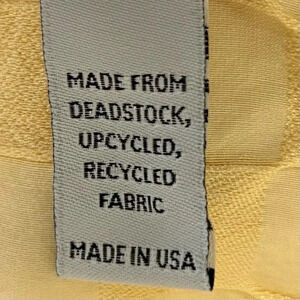 MADE FROM
DEADSTOCK,
UPCYCLED,
RECYCLED
FABRIC
MADE IN USA